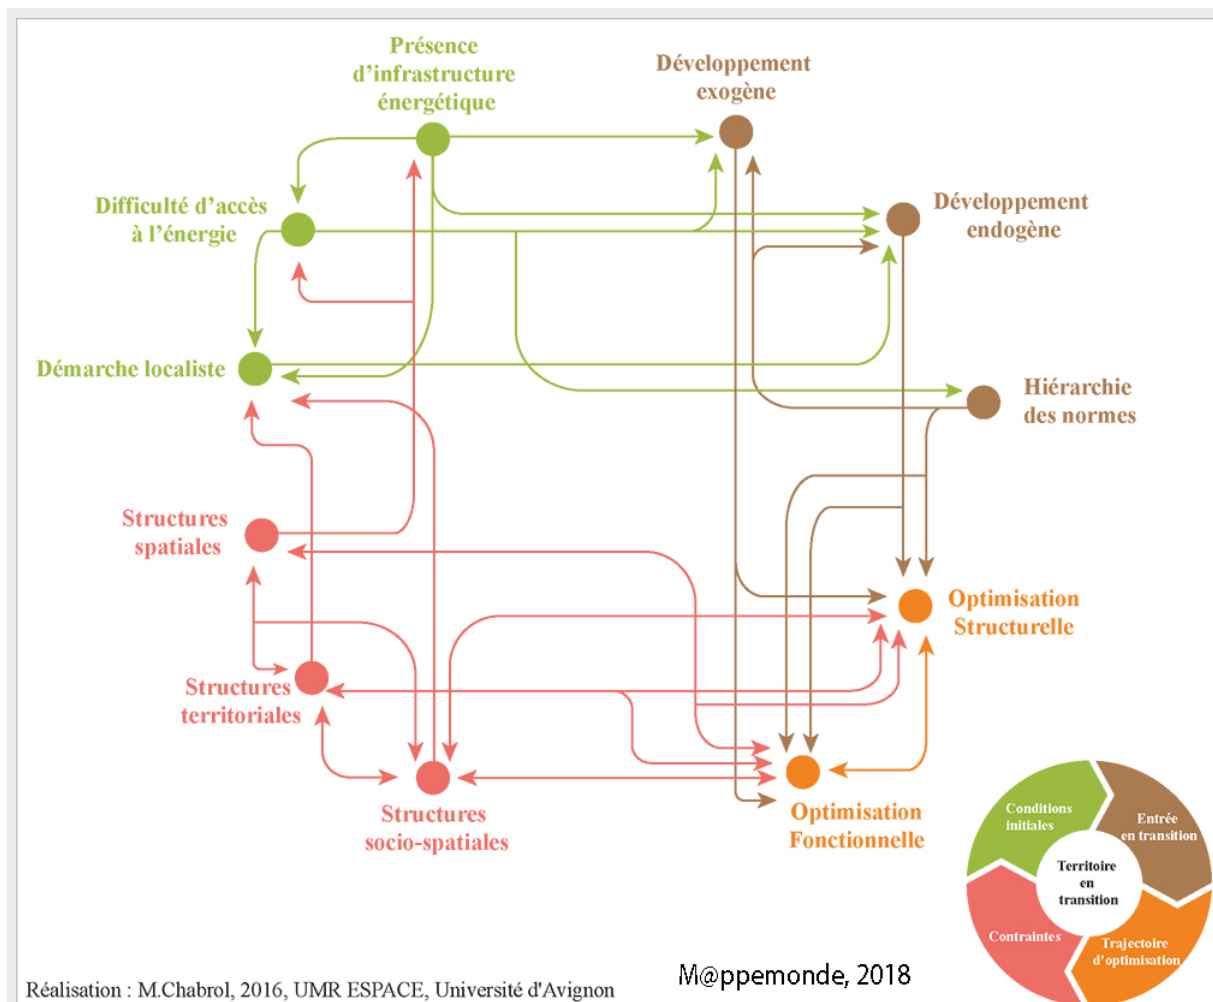 Présence
d'infrastructure
énergétique
Développement
exogène
Difficulté d'accès
à l'énergie
Développement
endogène
Démarche localiste
Hiérarchie
des normes
Structures
spatiales
Optimisation
Structurelle
Structures
territoriales
Structures
socio-spatiales
Optimisation
Fonctionnelle
Conditions
initiales
Entrée
en transition
Territoire
en
transition
Contraintes
Trajectoire
d'optimisation
Réalisation : M.Chabrol, 2016, UMR ESPACE, Université d'Avignon
M@ppemonde, 2018